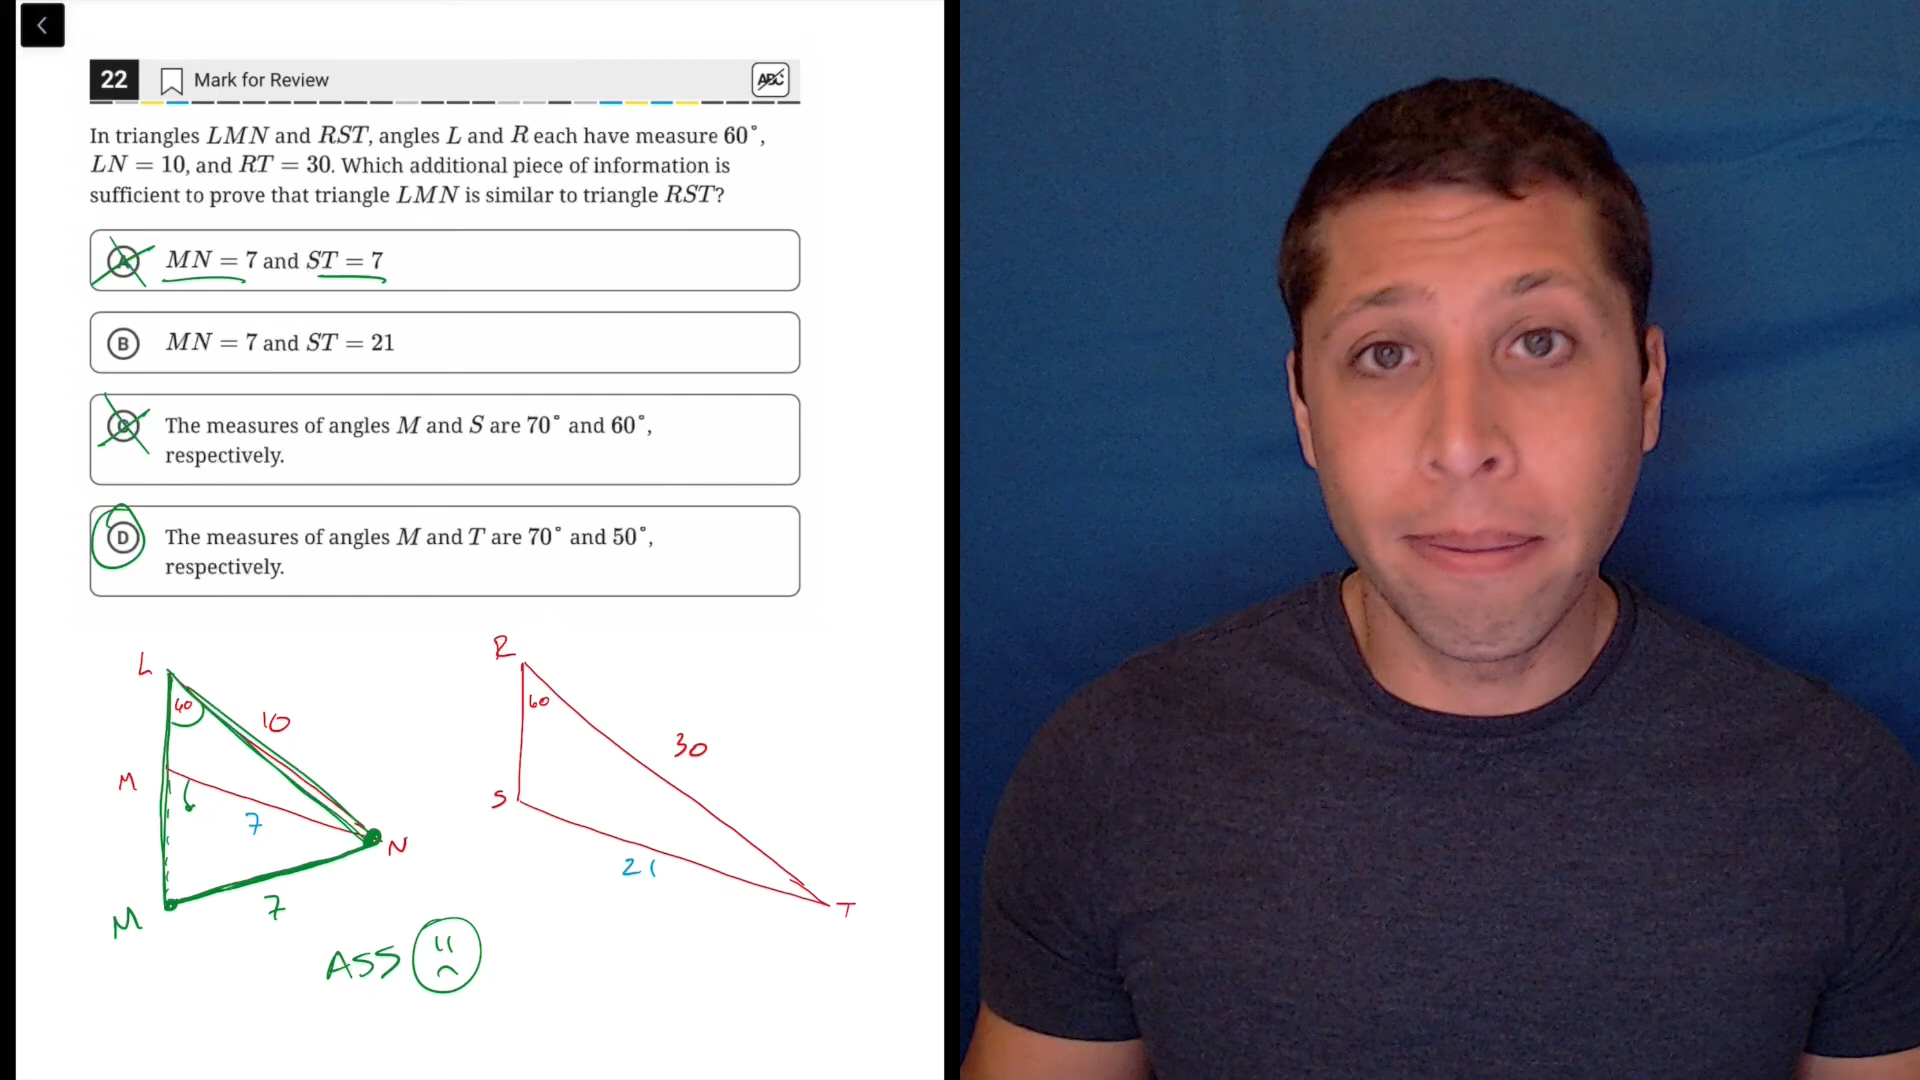 22 Mark for Review ABC
In triangles LMN and RST, angles L and R each have measure 60°,
LN = 10, and RT = 30. Which additional piece of information is
sufficient to prove that triangle LMN is similar to triangle RST?
A MN = 7 and ST = 7
B MN = 7 and ST = 21
C The measures of angles M and S are 70° and 60°,
respectively.
D The measures of angles M and T are 70° and 50°,
respectively.
L
60
10
M
7
N
M
7
R
60
30
S
21
T
ASS